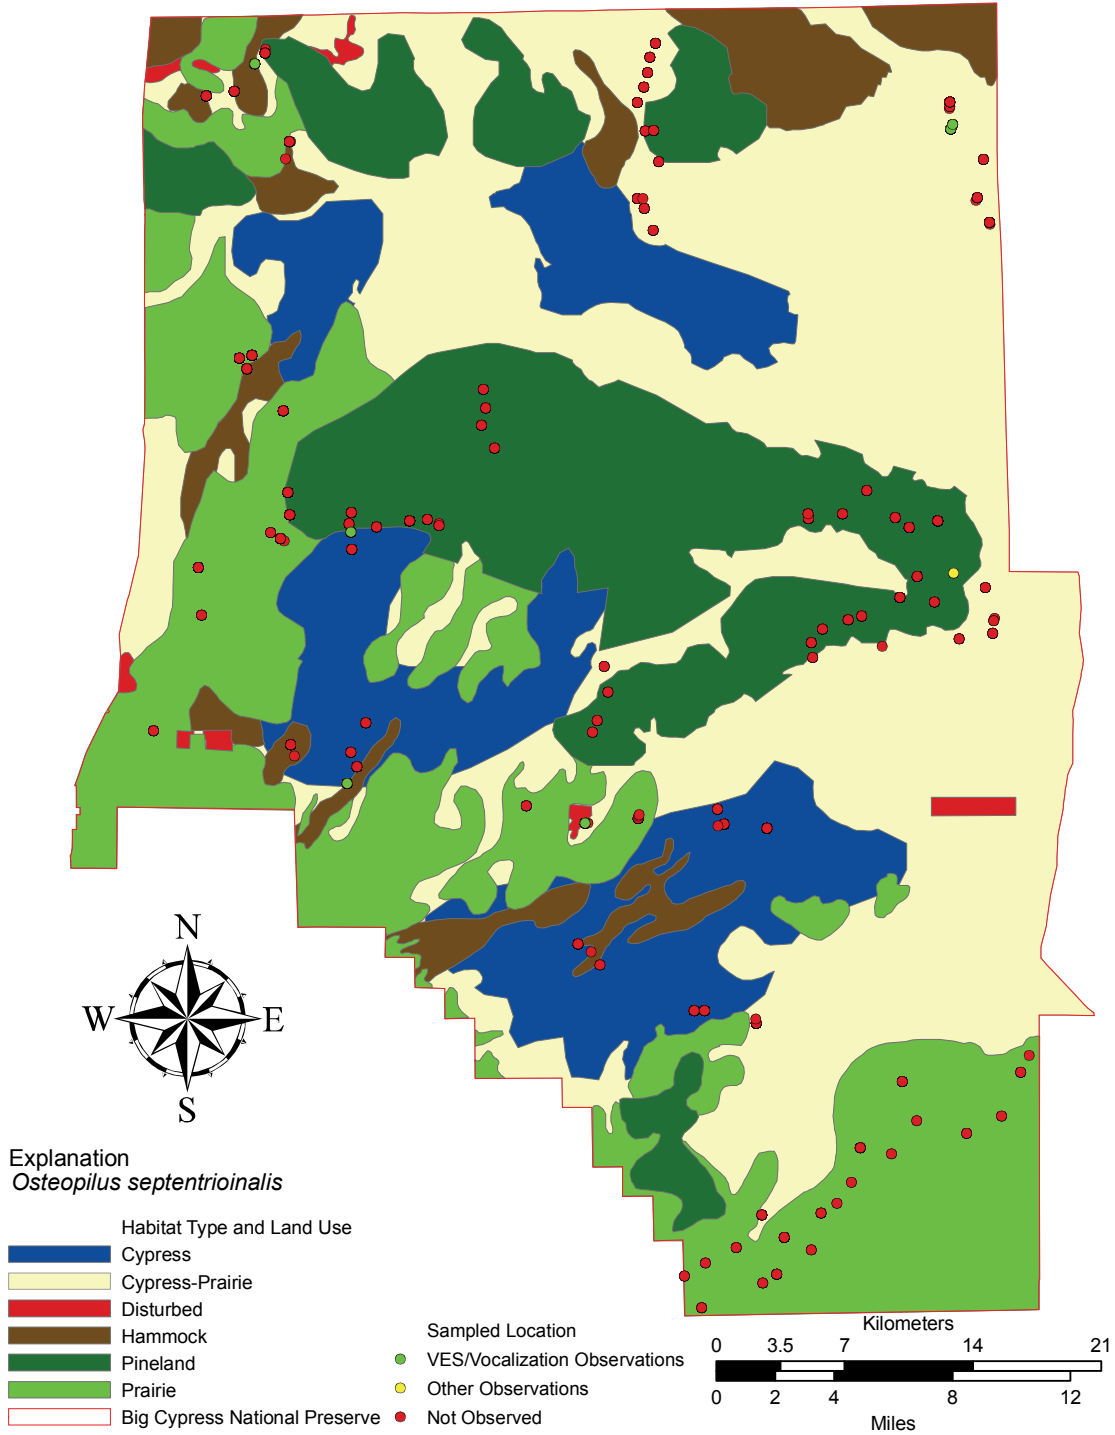 N
W E
S
Explanation
Osteopilus septentrioinalis
Habitat Type and Land Use
Cypress
Cypress-Prairie
Disturbed
Hammock
Pineland
Prairie
Big Cypress National Preserve
Sampled Location
VES/Vocalization Observations
Other Observations
Not Observed
Kilometers
0 3.5 7 14 21
0 2 4 8 12
Miles